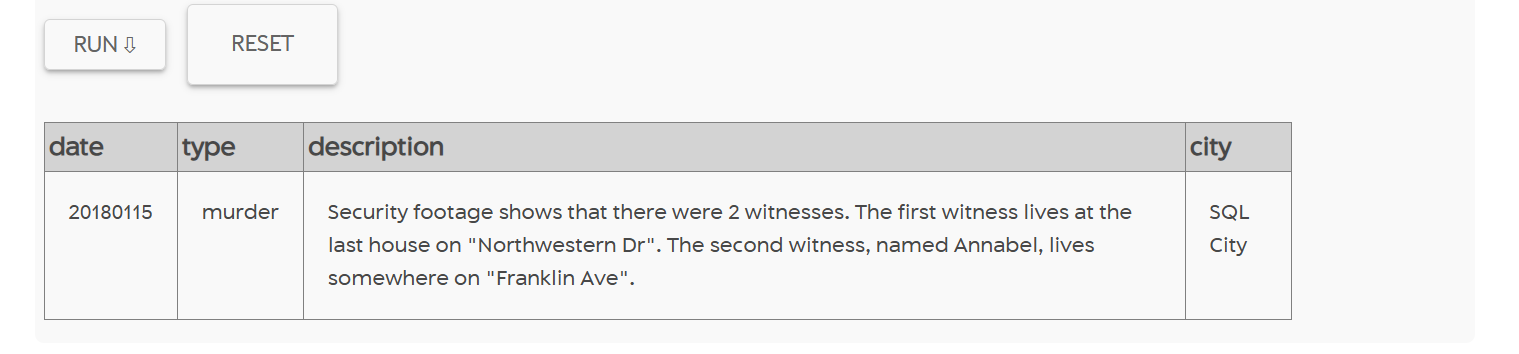 RUN ⇩ RESET
date type description city
20180115 murder Security footage shows that there were 2 witnesses. The first witness lives at the SQL
last house on "Northwestern Dr". The second witness, named Annabel, lives City
somewhere on "Franklin Ave".